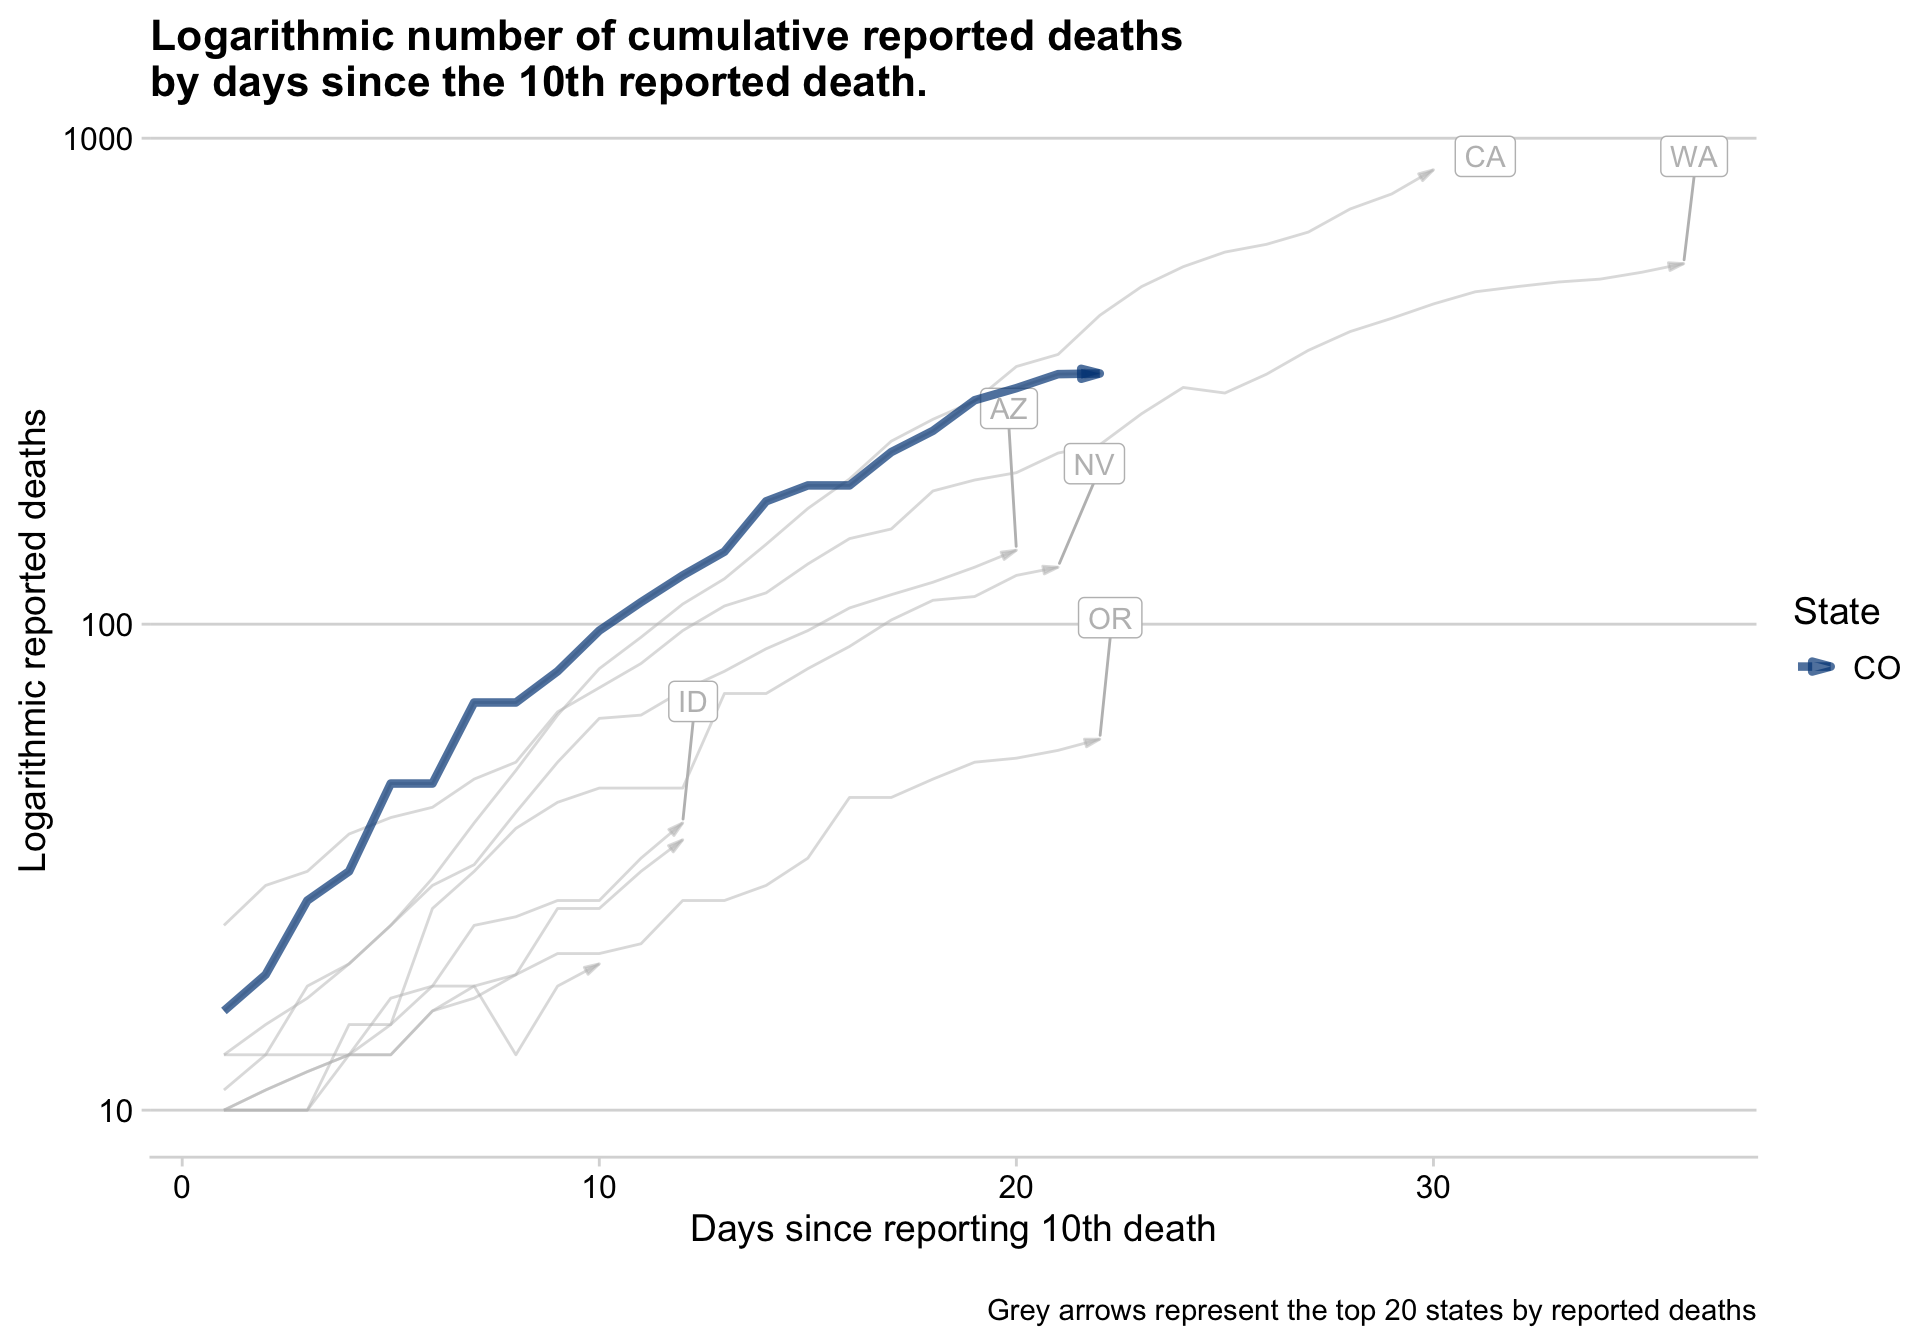 Logarithmic number of cumulative reported deaths
by days since the 10th reported death.
1000
CA
WA
AZ
NV
100
OR
ID
10
Logarithmic reported deaths
State
CO
0
10
20
30
Days since reporting 10th death
Grey arrows represent the top 20 states by reported deaths